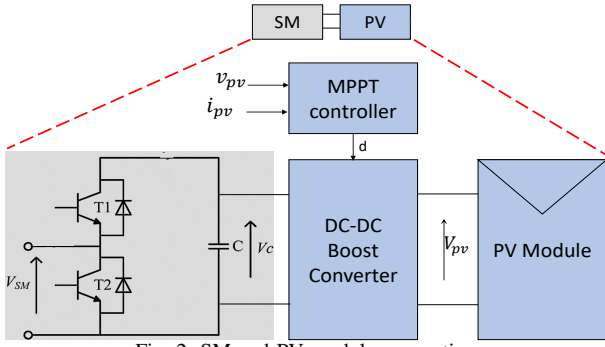 SM
PV
v_pv
MPPT
controller
i_pv
d
T1
DC-DC
Boost
Converter
C
V_C
V_pv
PV Module
T2
V_SM